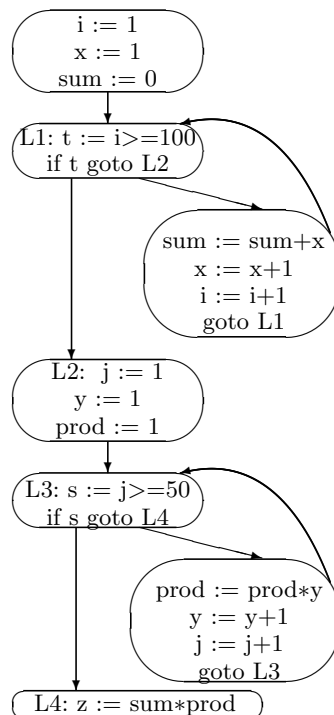 i := 1
x := 1
sum := 0
L1: t := i>=100
if t goto L2
sum := sum+x
x := x+1
i := i+1
goto L1
L2: j := 1
y := 1
prod := 1
L3: s := j>=50
if s goto L4
prod := prod*y
y := y+1
j := j+1
goto L3
L4: z := sum*prod